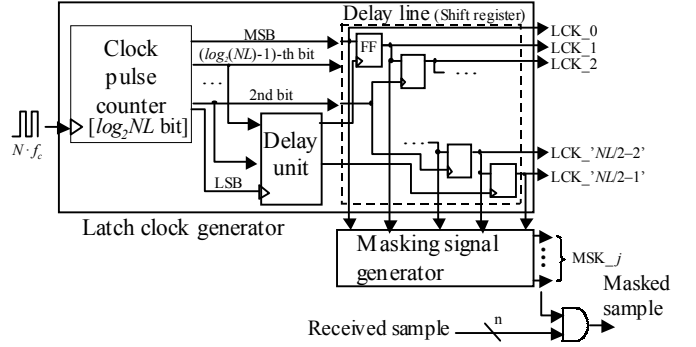 Delay line (Shift register)
LCK_0
LCK_1
LCK_2
MSB
FF
Clock
pulse
counter
[log2NL bit]
(log2(NL)-1)-th bit
...
2nd bit
LSB
N·fc
Delay
unit
...
....
LCK_'NL/2–2'
LCK_'NL/2–1'
Latch clock generator
Masking signal
generator
MSK_j
Masked
sample
Received sample
n